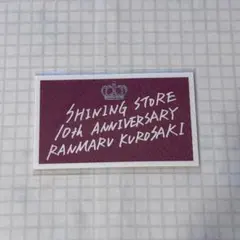 SHINING STORE
10th ANNIVERSARY
RANMARU KUROSAKI